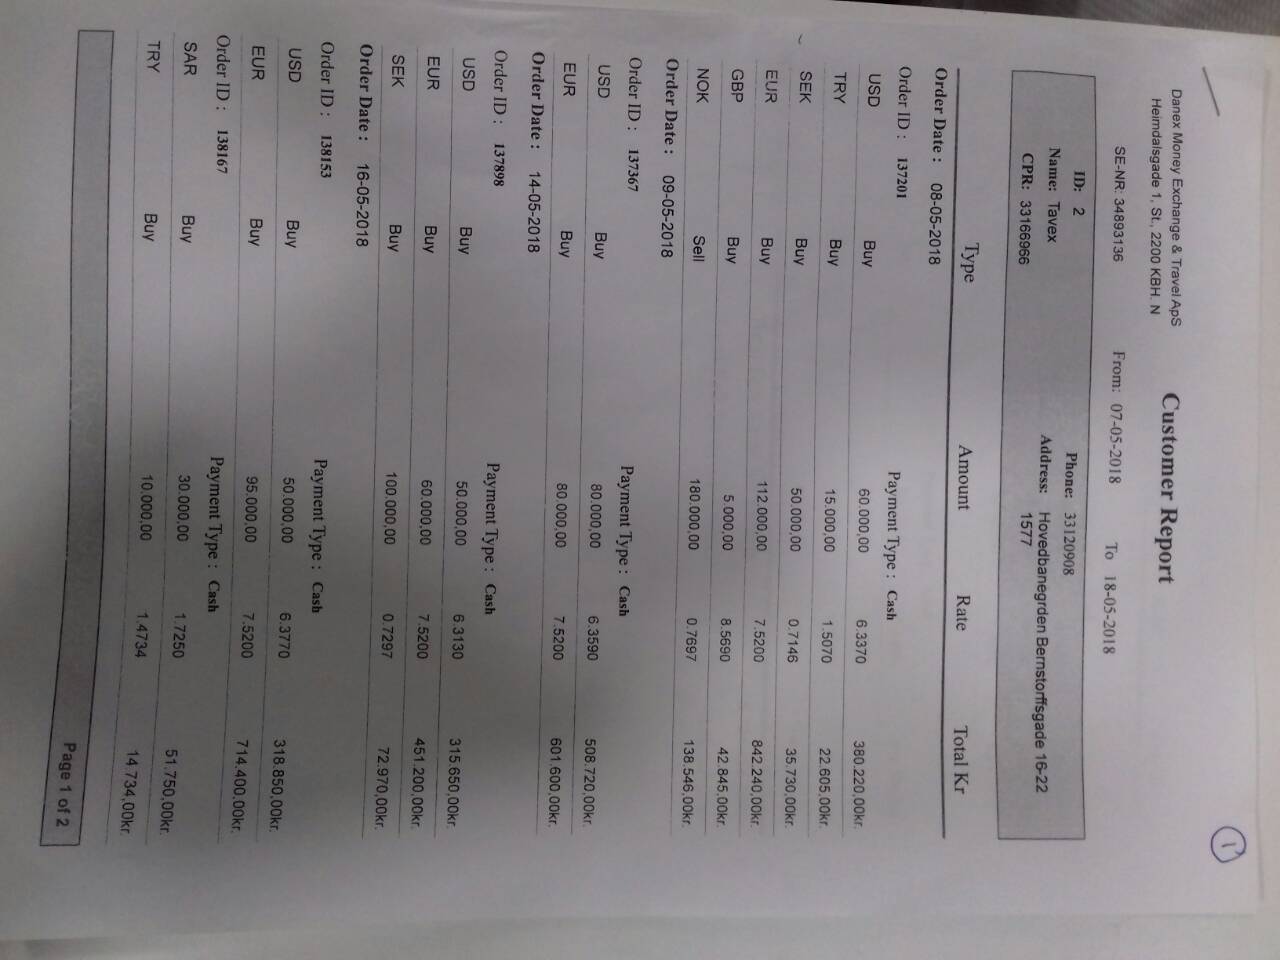 1
Danex Money Exchange & Travel ApS
Heimdalsgade 1, St., 2200 KBH. N
Customer Report
SE-NR: 34893136 From: 07-05-2018 To 18-05-2018
ID: 2 Phone: 33120908
Name: Tavex Address: Hovedbanegrden Bernstorffsgade 16-22
CPR: 33166966 1577
Type Amount Rate Total Kr
Order Date : 08-05-2018
Order ID : 137201 Payment Type : Cash
USD Buy 60.000,00 6.3370 380.220,00kr.
TRY Buy 15.000,00 1.5070 22.605,00kr.
SEK Buy 50.000,00 0.7146 35.730,00kr.
EUR Buy 112.000,00 7.5200 842.240,00kr.
GBP Buy 5.000,00 8.5690 42.845,00kr.
NOK Sell 180.000,00 0.7697 138.546,00kr.
Order Date : 09-05-2018
Order ID : 137367 Payment Type : Cash
USD Buy 80.000,00 6.3590 508.720,00kr.
EUR Buy 80.000,00 7.5200 601.600,00kr.
Order Date : 14-05-2018
Order ID : 137898 Payment Type : Cash
USD Buy 50.000,00 6.3130 315.650,00kr.
EUR Buy 60.000,00 7.5200 451.200,00kr.
SEK Buy 100.000,00 0.7297 72.970,00kr.
Order Date : 16-05-2018
Order ID : 138153 Payment Type : Cash
USD Buy 50.000,00 6.3770 318.850,00kr.
EUR Buy 95.000,00 7.5200 714.400,00kr.
Order ID : 138167 Payment Type : Cash
SAR Buy 30.000,00 1.7250 51.750,00kr.
TRY Buy 10.000,00 1.4734 14.734,00kr.
Page 1 of 2